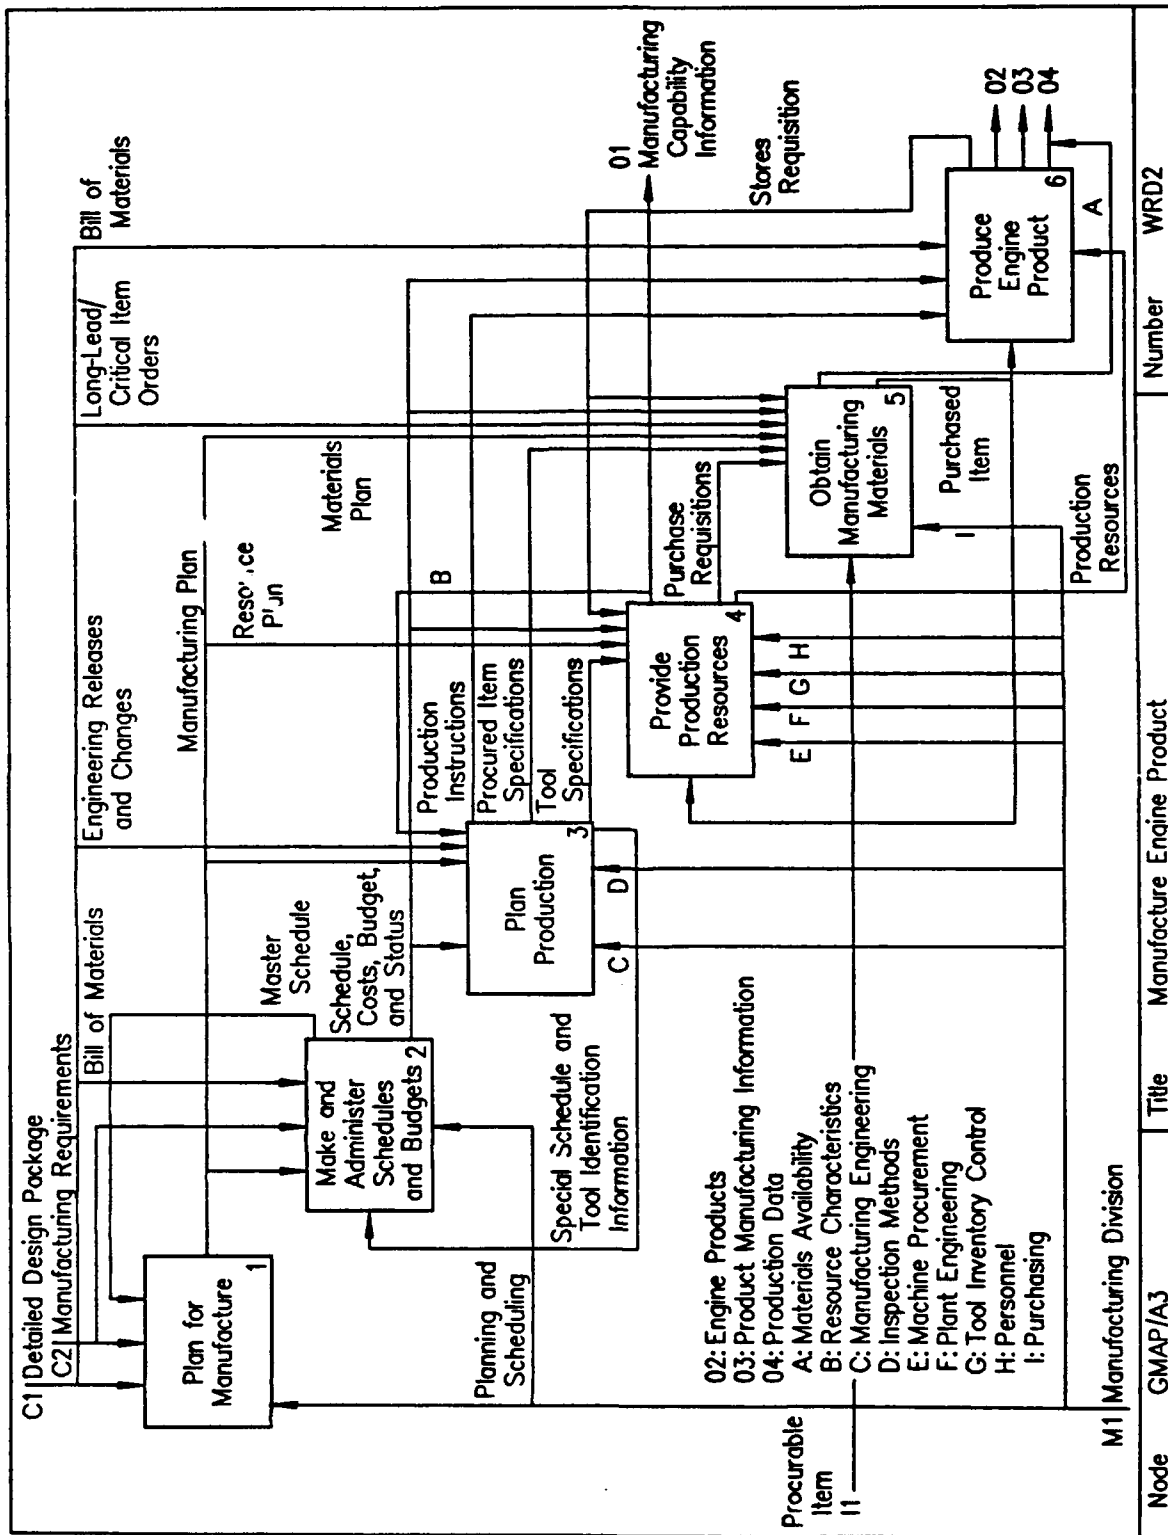 C1 Detailed Design Package
C2 Manufacturing Requirements
Bill of Materials
Engineering Releases
and Changes
Long-Lead/
Critical Item
Orders
Bill of
Materials
Manufacturing Plan
Plan for
Manufacture
1
Master
Schedule
Make and
Administer
Schedules
and Budgets 2
Schedule,
Costs, Budget,
and Status
Materials
Plan
B
Production
Instructions
Procured Item
Specifications
Tool
Specifications
Plan
Production
3
C
D
Special Schedule and
Tool Identification
Information
Planning and
Scheduling
Provide
Production
Resources
4
E
F
G
H
Purchase
Requisitions
01
Manufacturing
Capability
Information
Stores
Requisition
Obtain
Manufacturing
Materials
5
I
Purchased
Item
Produce
Engine
Product
6
02
03
04
A
Production
Resources
Procurable
Item
I1
02: Engine Products
03: Product Manufacturing Information
04: Production Data
A: Materials Availability
B: Resource Characteristics
C: Manufacturing Engineering
D: Inspection Methods
E: Machine Procurement
F: Plant Engineering
G: Tool Inventory Control
H: Personnel
I: Purchasing
M1 Manufacturing Division
Node GMAP/A3
Title Manufacture Engine Product
Number WRD2